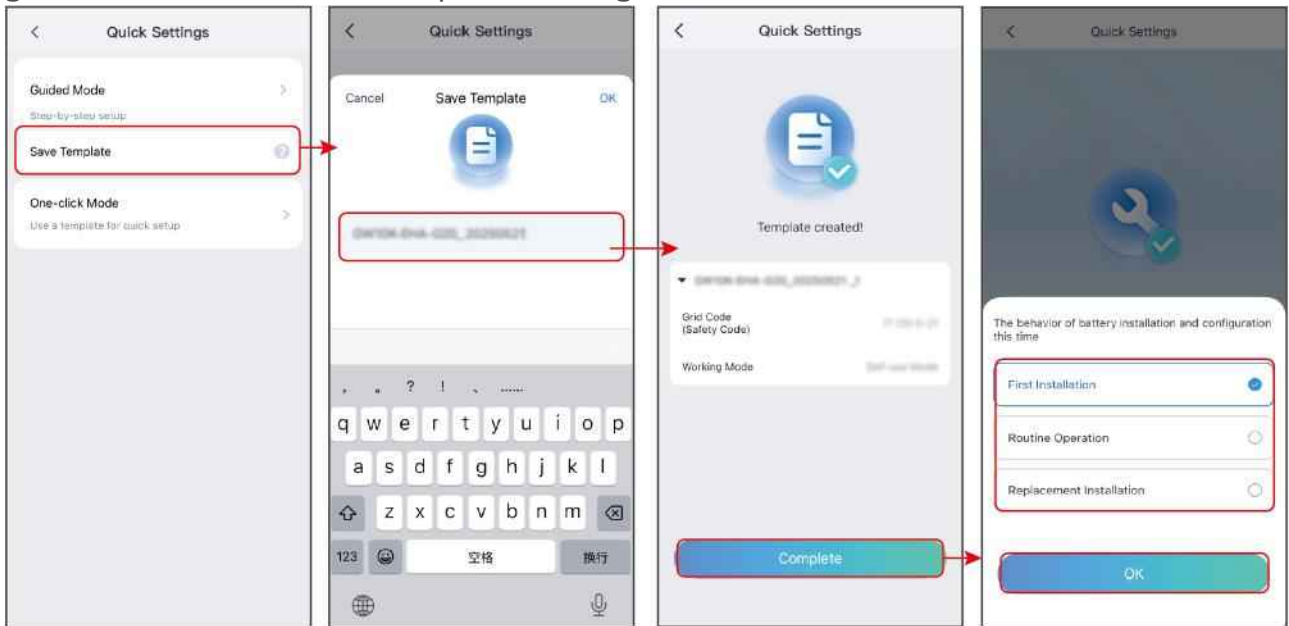 Quick Settings
Guided Mode
Step-by-step setup
Save Template
One-click Mode
Use a template for quick setup
Quick Settings
Cancel Save Template OK
, 。 ? ! 、 ......
q w e r t y u i o p
a s d f g h j k l
z x c v b n m
123 空格 换行
Quick Settings
Template created!
Grid Code
(Safety Code)
Working Mode
Complete
Quick Settings
The behavior of battery installation and configuration
this time
First Installation
Routine Operation
Replacement Installation
OK